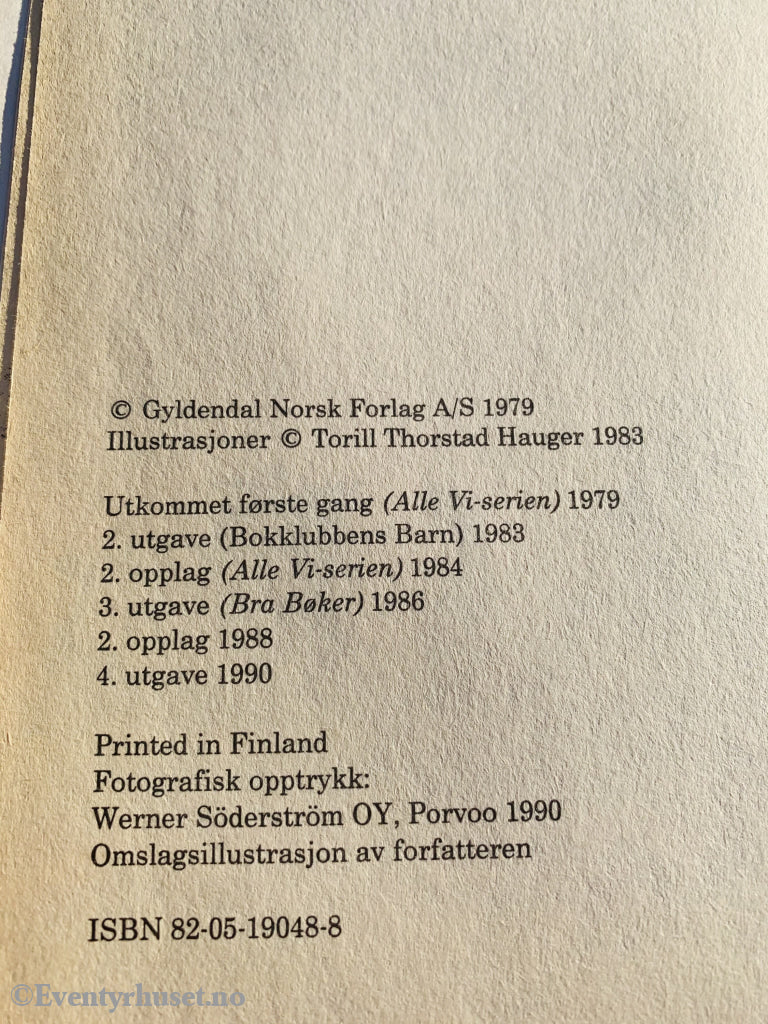 © Gyldendal Norsk Forlag A/S 1979
Illustrasjoner © Torill Thorstad Hauger 1983
Utkommet første gang (Alle Vi-serien) 1979
2. utgave (Bokklubbens Barn) 1983
2. opplag (Alle Vi-serien) 1984
3. utgave (Bra Bøker) 1986
2. opplag 1988
4. utgave 1990
Printed in Finland
Fotografisk opptrykk:
Werner Söderström OY, Porvoo 1990
Omslagsillustrasjon av forfatteren
ISBN 82-05-19048-8
©Eventyrhuset.no